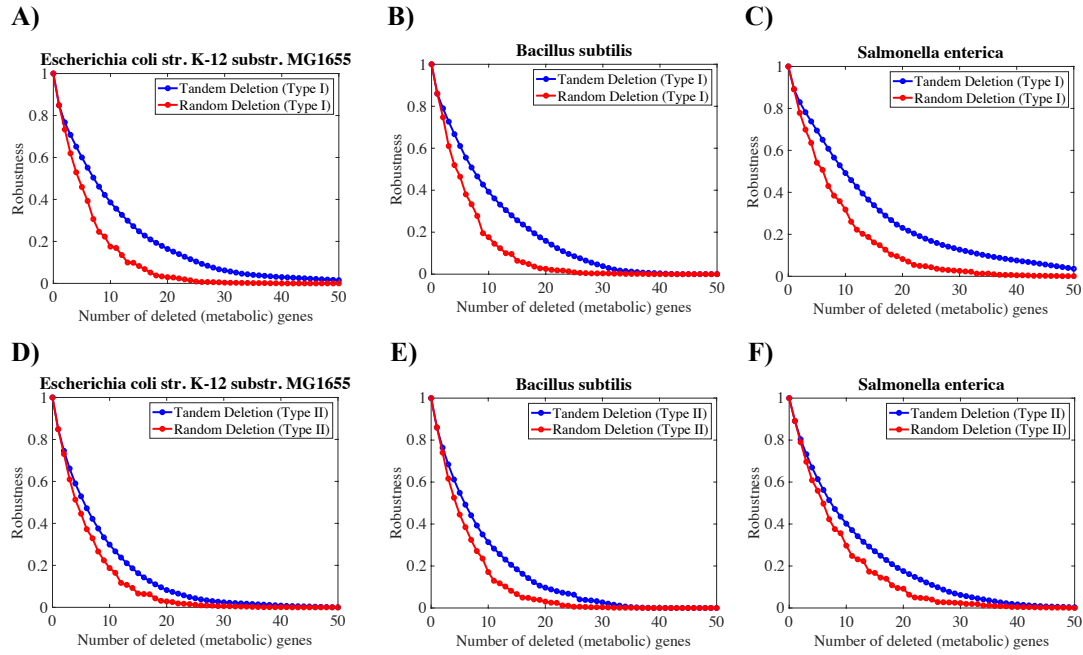 A)
Escherichia coli str. K-12 substr. MG1655
Tandem Deletion (Type I)
Random Deletion (Type I)
Robustness
1
0.8
0.6
0.4
0.2
0
0 10 20 30 40 50
Number of deleted (metabolic) genes
B)
Bacillus subtilis
Tandem Deletion (Type I)
Random Deletion (Type I)
Robustness
1
0.8
0.6
0.4
0.2
0
0 10 20 30 40 50
Number of deleted (metabolic) genes
C)
Salmonella enterica
Tandem Deletion (Type I)
Random Deletion (Type I)
Robustness
1
0.8
0.6
0.4
0.2
0
0 10 20 30 40 50
Number of deleted (metabolic) genes
D)
Escherichia coli str. K-12 substr. MG1655
Tandem Deletion (Type II)
Random Deletion (Type II)
Robustness
1
0.8
0.6
0.4
0.2
0
0 10 20 30 40 50
Number of deleted (metabolic) genes
E)
Bacillus subtilis
Tandem Deletion (Type II)
Random Deletion (Type II)
Robustness
1
0.8
0.6
0.4
0.2
0
0 10 20 30 40 50
Number of deleted (metabolic) genes
F)
Salmonella enterica
Tandem Deletion (Type II)
Random Deletion (Type II)
Robustness
1
0.8
0.6
0.4
0.2
0
0 10 20 30 40 50
Number of deleted (metabolic) genes